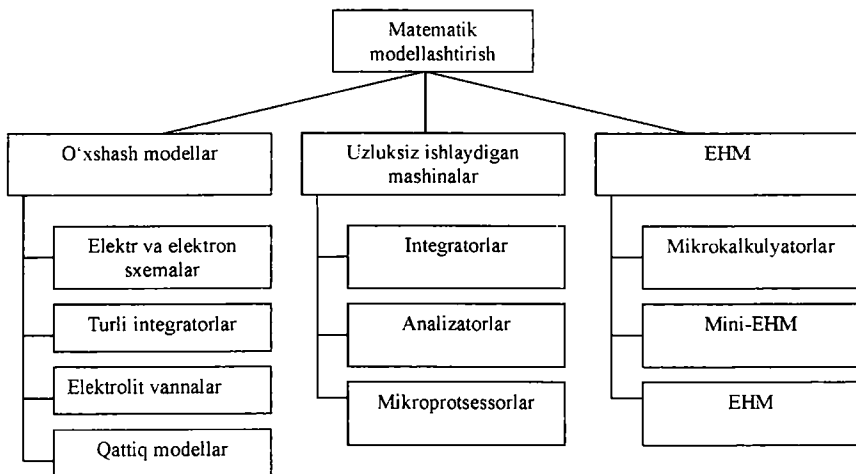 Matematik
modellashtirish
O‘xshash modellar
Elektr va elektron
sxemalar
Turli integratorlar
Elektrolit vannalar
Qattiq modellar
Uzluksiz ishlaydigan
mashinalar
Integratorlar
Analizatorlar
Mikroprotsessorlar
EHM
Mikrokalkulyatorlar
Mini-EHM
EHM